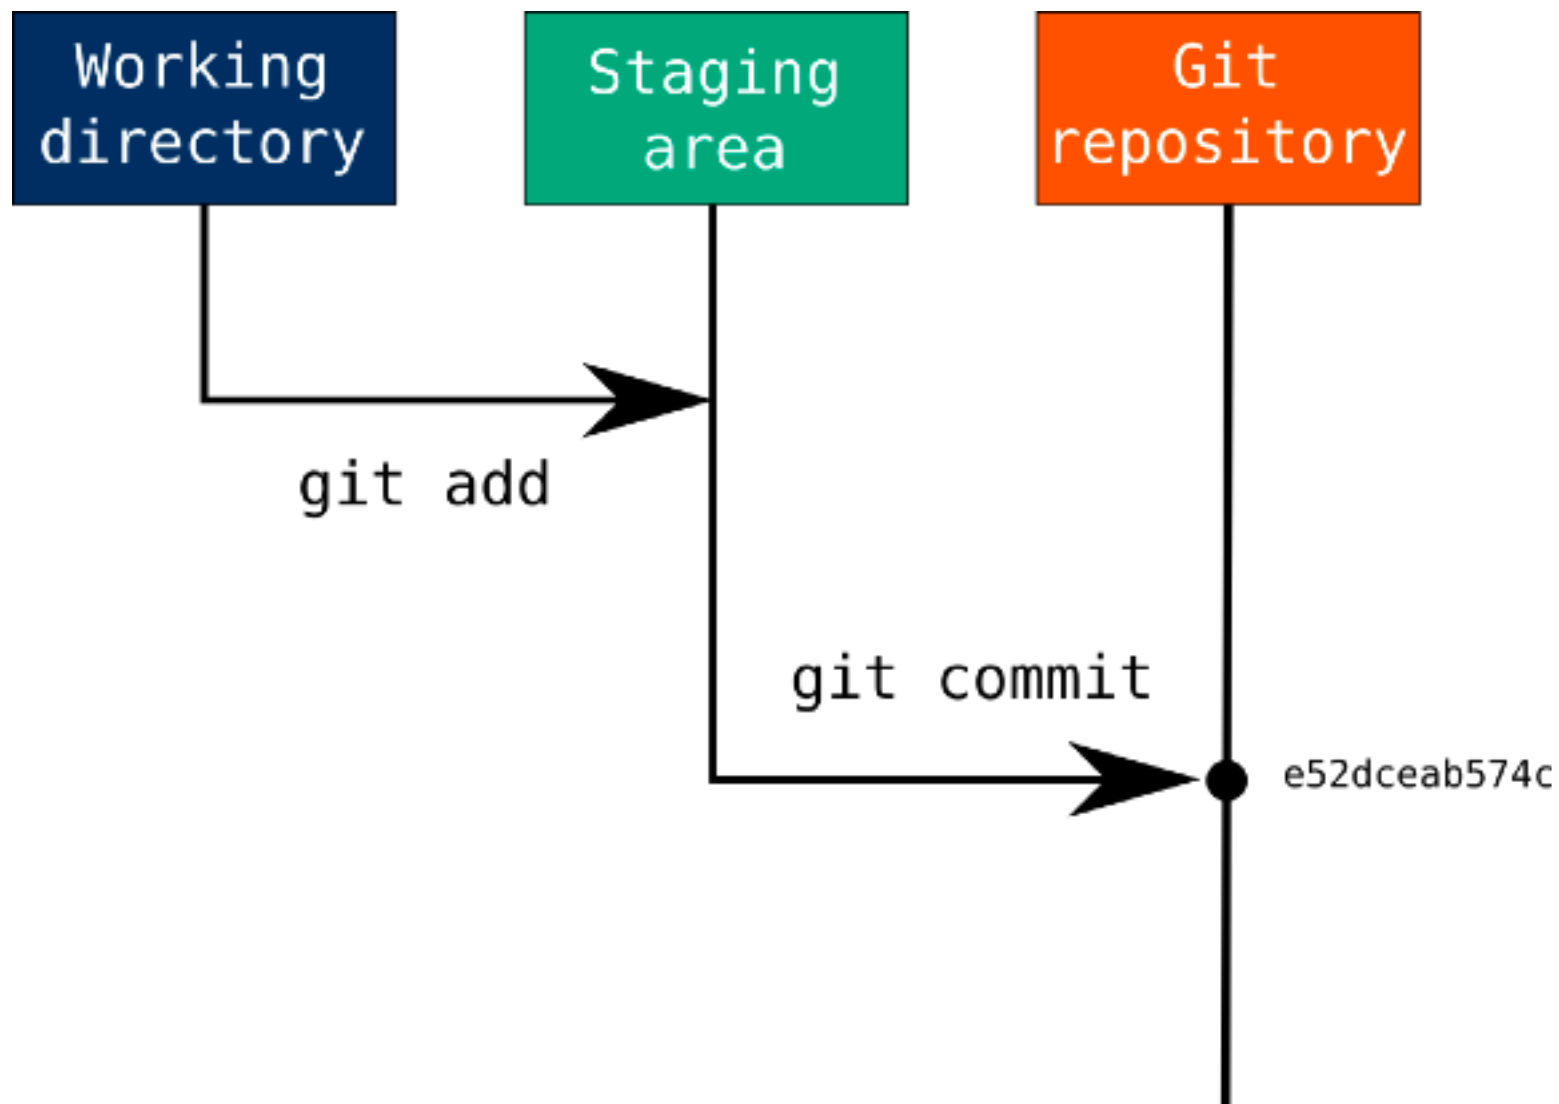 Working
directory
Staging
area
Git
repository
git add
git commit
e52dceab574c